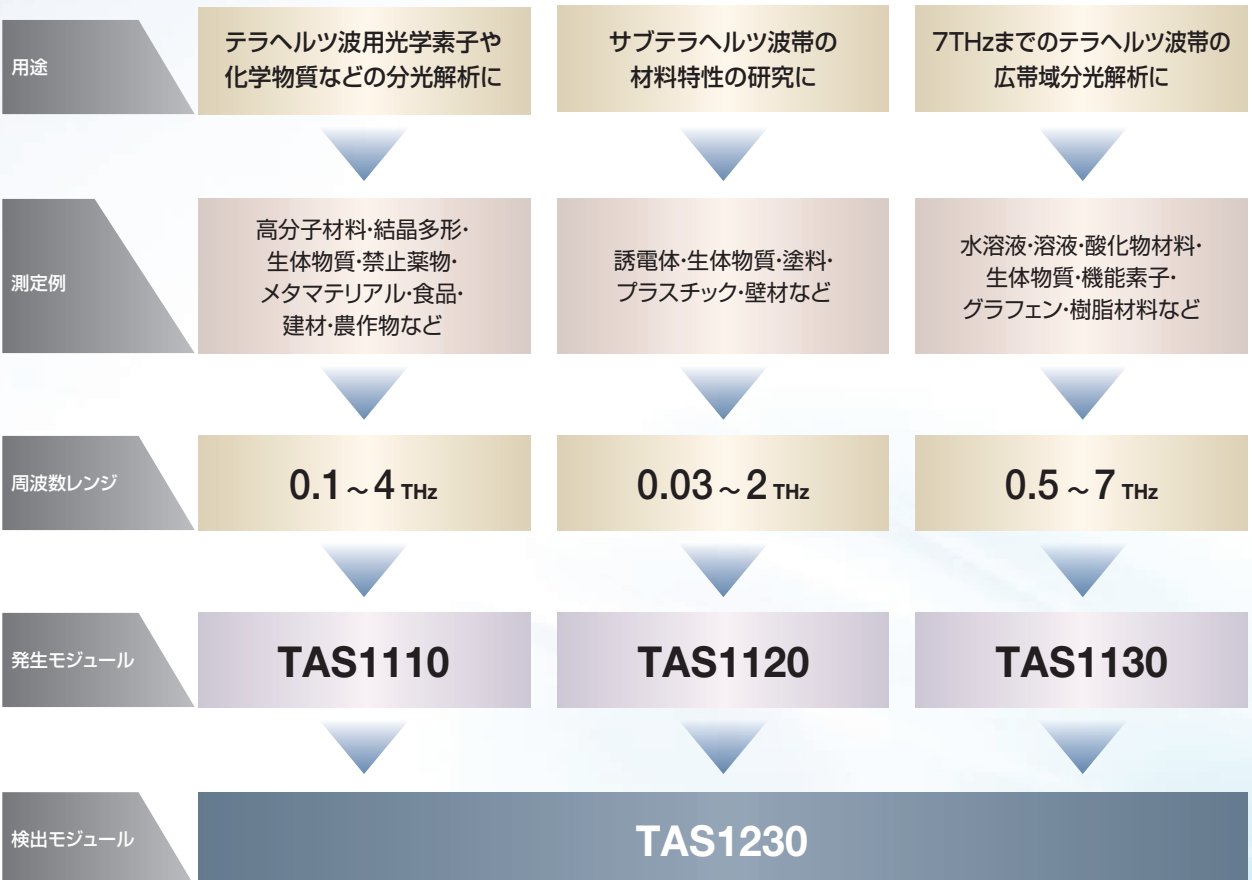 用途
テラヘルツ波用光学素子や
化学物質などの分光解析に
サブテラヘルツ波帯の
材料特性の研究に
7THzまでのテラヘルツ波帯の
広帯域分光解析に
測定例
高分子材料・結晶多形・
生体物質・禁止薬物・
メタマテリアル・食品・
建材・農作物など
誘電体・生体物質・塗料・
プラスチック・壁材など
水溶液・溶液・酸化物材料・
生体物質・機能素子・
グラフェン・樹脂材料など
周波数レンジ
0.1～4 THz
0.03～2 THz
0.5～7 THz
発生モジュール
TAS1110
TAS1120
TAS1130
検出モジュール
TAS1230